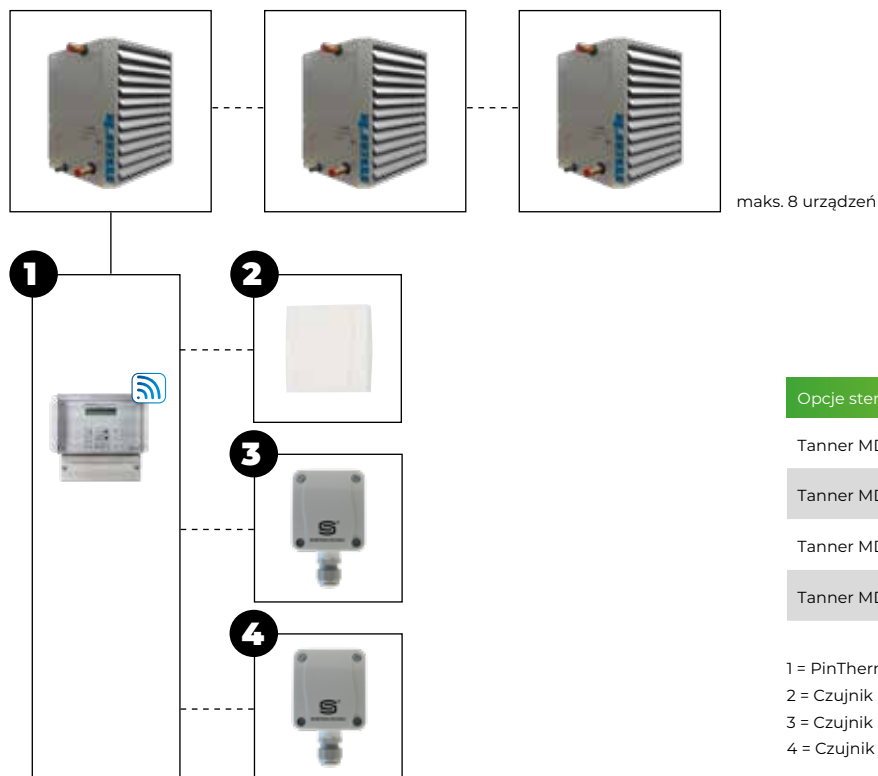 maks. 8 urządzeń
1
2
3
4
Opcje ster
Tanner MD
Tanner MD
Tanner MD
Tanner MD
1 = PinTherm
2 = Czujnik
3 = Czujnik
4 = Czujnik